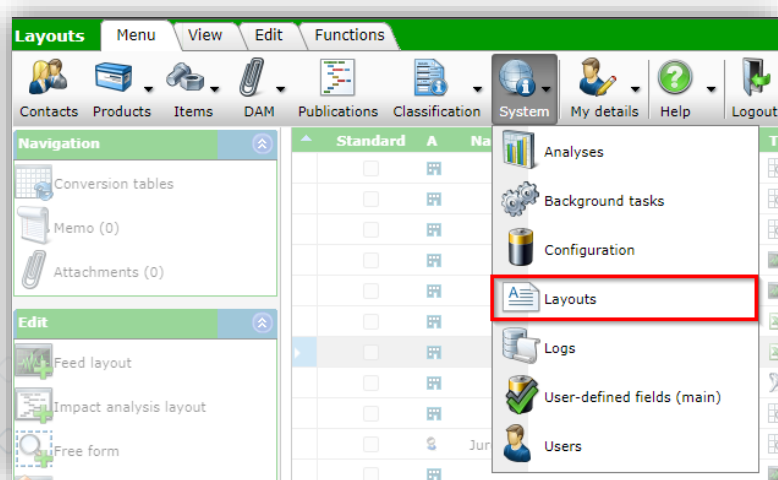 Layouts Menu View Edit Functions
Contacts Products Items DAM Publications Classification System My details Help Logout
Navigation
Conversion tables
Memo (0)
Attachments (0)
Edit
Feed layout
Impact analysis layout
Free form
Standard A Na
Jur
Analyses
Background tasks
Configuration
Layouts
Logs
User-defined fields (main)
Users
T